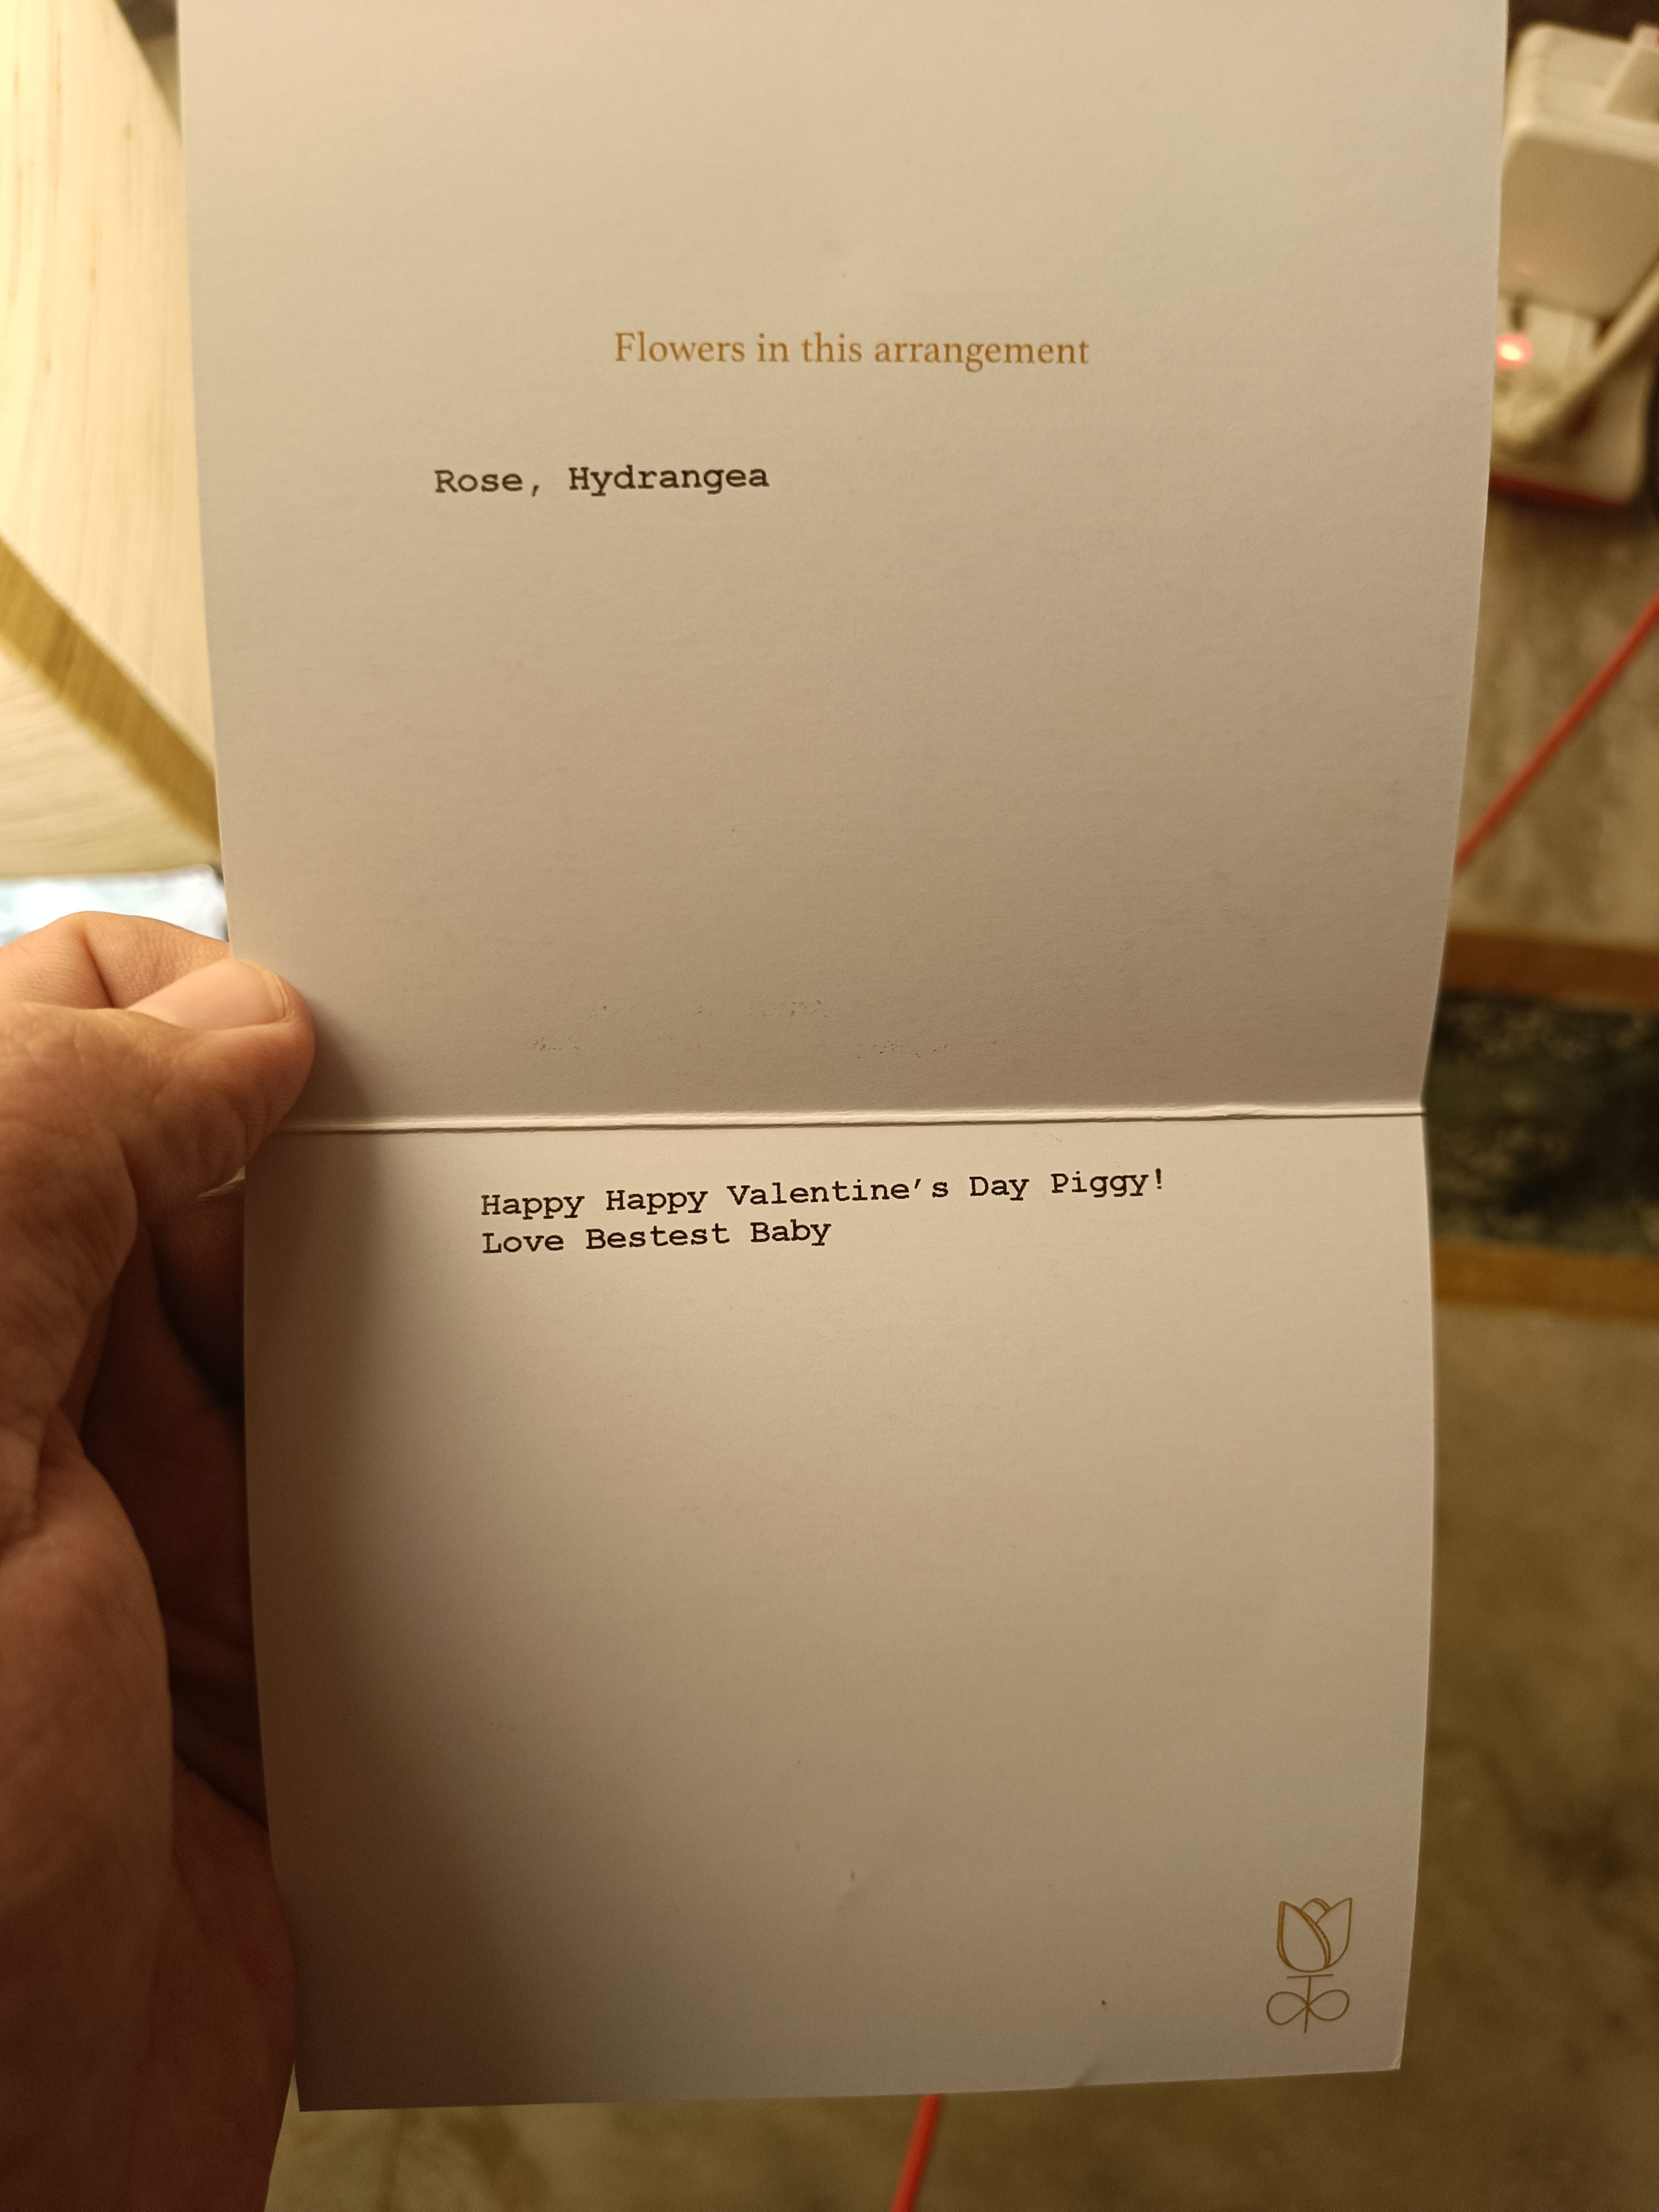 Flowers in this arrangement
Rose, Hydrangea
Happy Happy Valentine’s Day Piggy!
Love Bestest Baby